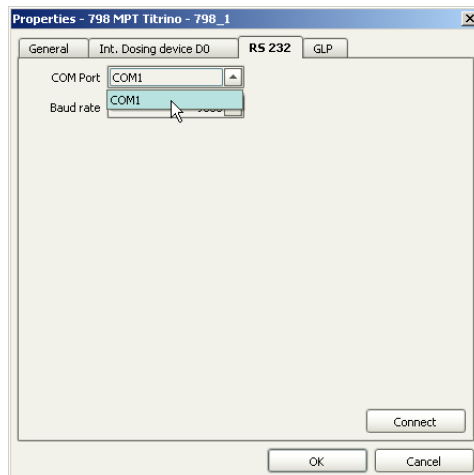 Properties - 798 MPT Titrino - 798_1
General Int. Dosing device D0 RS 232 GLP
COM Port COM1
COM1
Baud rate
Connect
OK Cancel